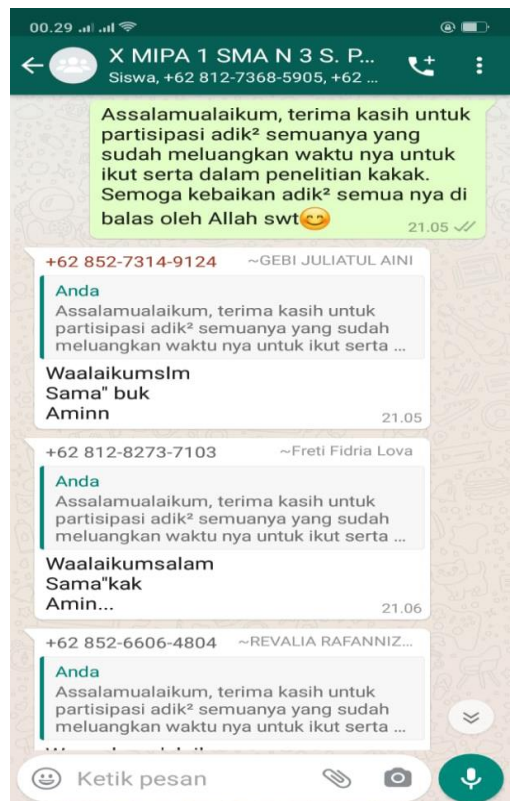 00.29
X MIPA 1 SMA N 3 S. P...
Siswa, +62 812-7368-5905, +62 ...
Assalamualaikum, terima kasih untuk
partisipasi adik² semuanya yang
sudah meluangkan waktu nya untuk
ikut serta dalam penelitian kakak.
Semoga kebaikan adik² semua nya di
balas oleh Allah swt😊
21.05
+62 852-7314-9124 ~GEBI JULIATUL AINI
Anda
Assalamualaikum, terima kasih untuk
partisipasi adik² semuanya yang sudah
meluangkan waktu nya untuk ikut serta ...
Waalaikumslm
Sama" buk
Aminn
21.05
+62 812-8273-7103 ~Freti Fidria Lova
Anda
Assalamualaikum, terima kasih untuk
partisipasi adik² semuanya yang sudah
meluangkan waktu nya untuk ikut serta ...
Waalaikumsalam
Sama"kak
Amin...
21.06
+62 852-6606-4804 ~REVALIA RAFANNIZ...
Anda
Assalamualaikum, terima kasih untuk
partisipasi adik² semuanya yang sudah
meluangkan waktu nya untuk ikut serta ...
Ketik pesan